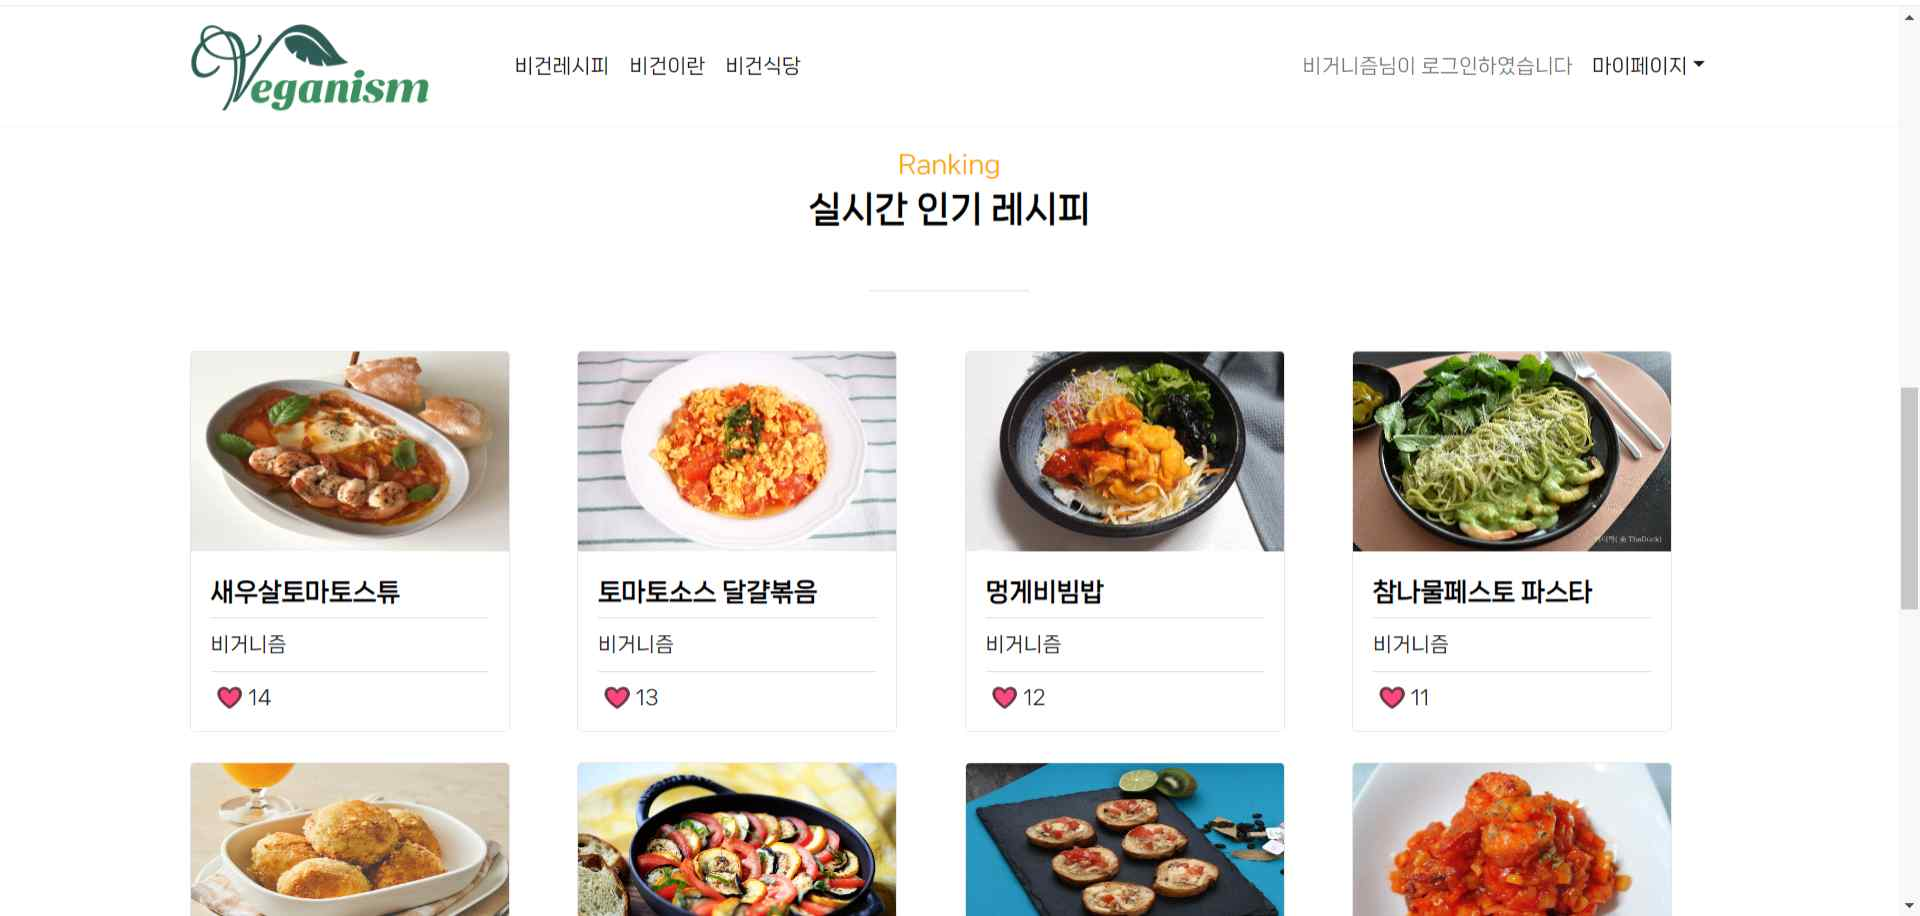 Veganism
비건레시피 비건이란 비건식당
비거니즘님이 로그인하였습니다 마이페이지
Ranking
실시간 인기 레시피
새우살토마토스튜
비거니즘
14
토마토소스 달걀볶음
비거니즘
13
멍게비빔밥
비거니즘
12
참나물페스토 파스타
비거니즘
11